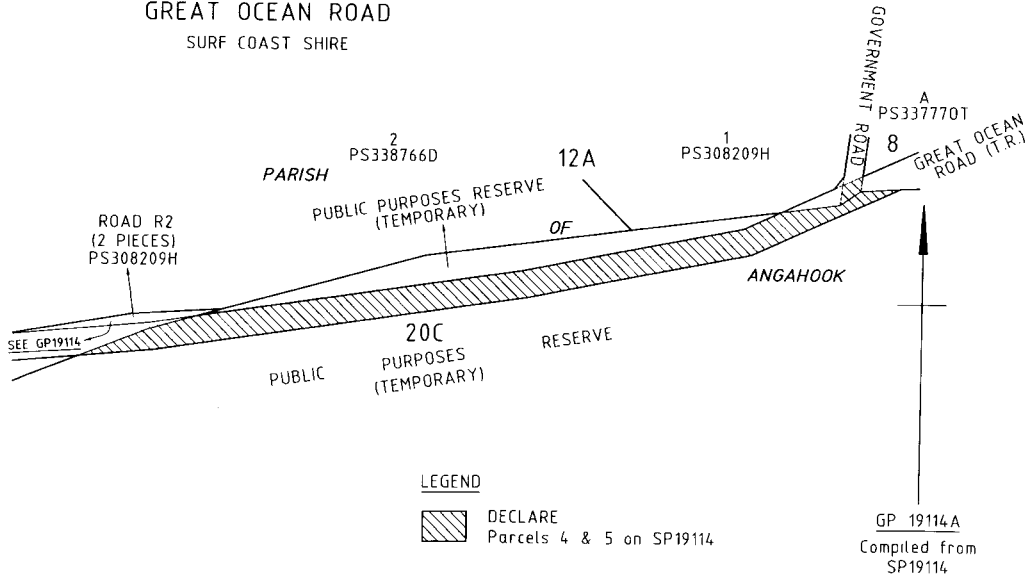 GREAT OCEAN ROAD
SURF COAST SHIRE
GOVERNMENT ROAD
A
PS337770T
8
GREAT OCEAN
ROAD (T.R.)
2
PS338766D
12A
1
PS308209H
PARISH
PUBLIC PURPOSES RESERVE
(TEMPORARY)
OF
ROAD R2
(2 PIECES)
PS308209H
ANGAHOOK
SEE GP19114
20C
PUBLIC PURPOSES RESERVE
(TEMPORARY)
LEGEND
DECLARE
Parcels 4 & 5 on SP19114
GP 19114A
Compiled from
SP19114